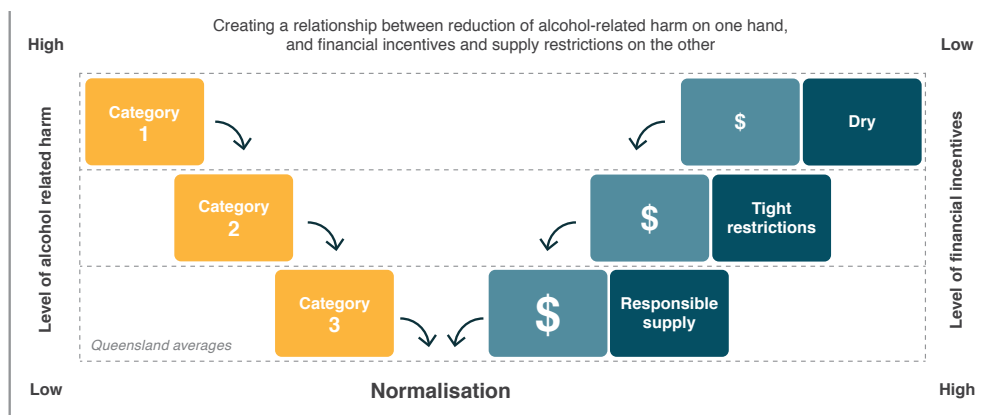 Creating a relationship between reduction of alcohol-related harm on one hand,
and financial incentives and supply restrictions on the other
High
Low
Level of alcohol related harm
Category
1
$
Dry
Category
2
$
Tight
restrictions
Category
3
$
Responsible
supply
Level of financial incentives
Queensland averages
Low
Normalisation
High